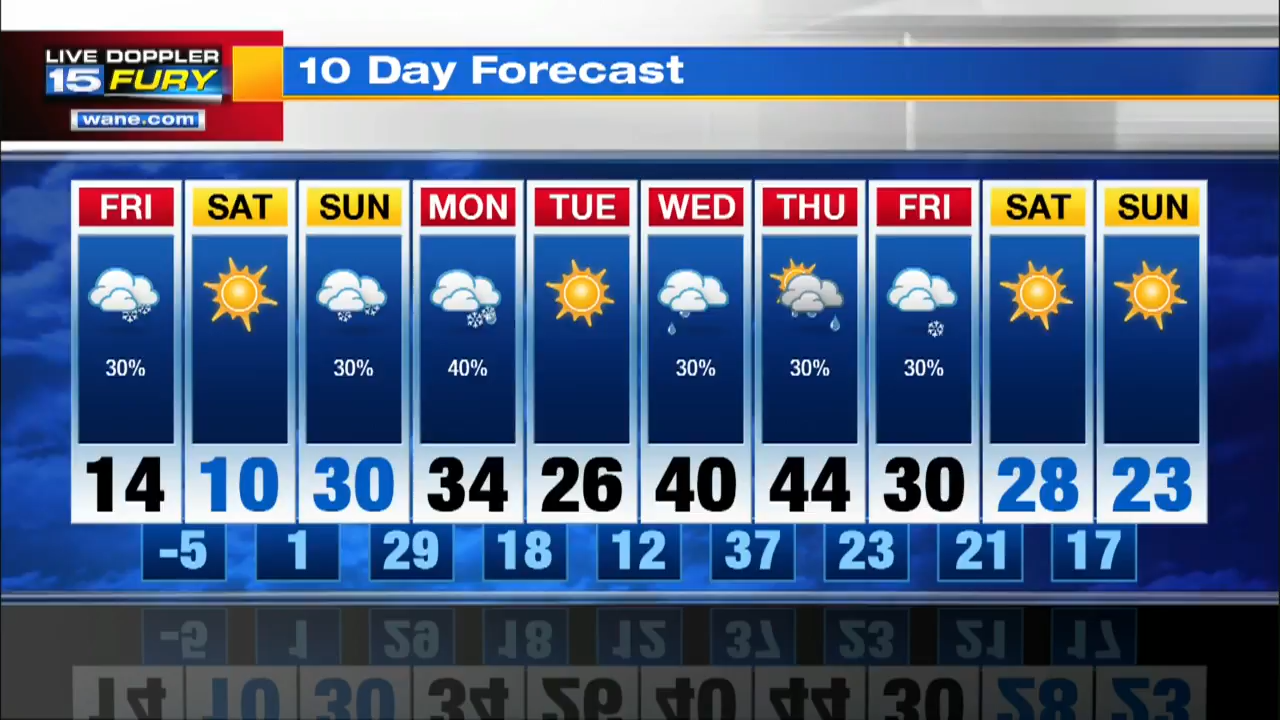 LIVE DOPPLER
15 FURY
wane.com
10 Day Forecast
FRI SAT SUN MON TUE WED THU FRI SAT SUN
30% 30% 40% 30% 30% 30%
14 10 30 34 26 40 44 30 28 23
-5 1 29 18 12 37 23 21 17